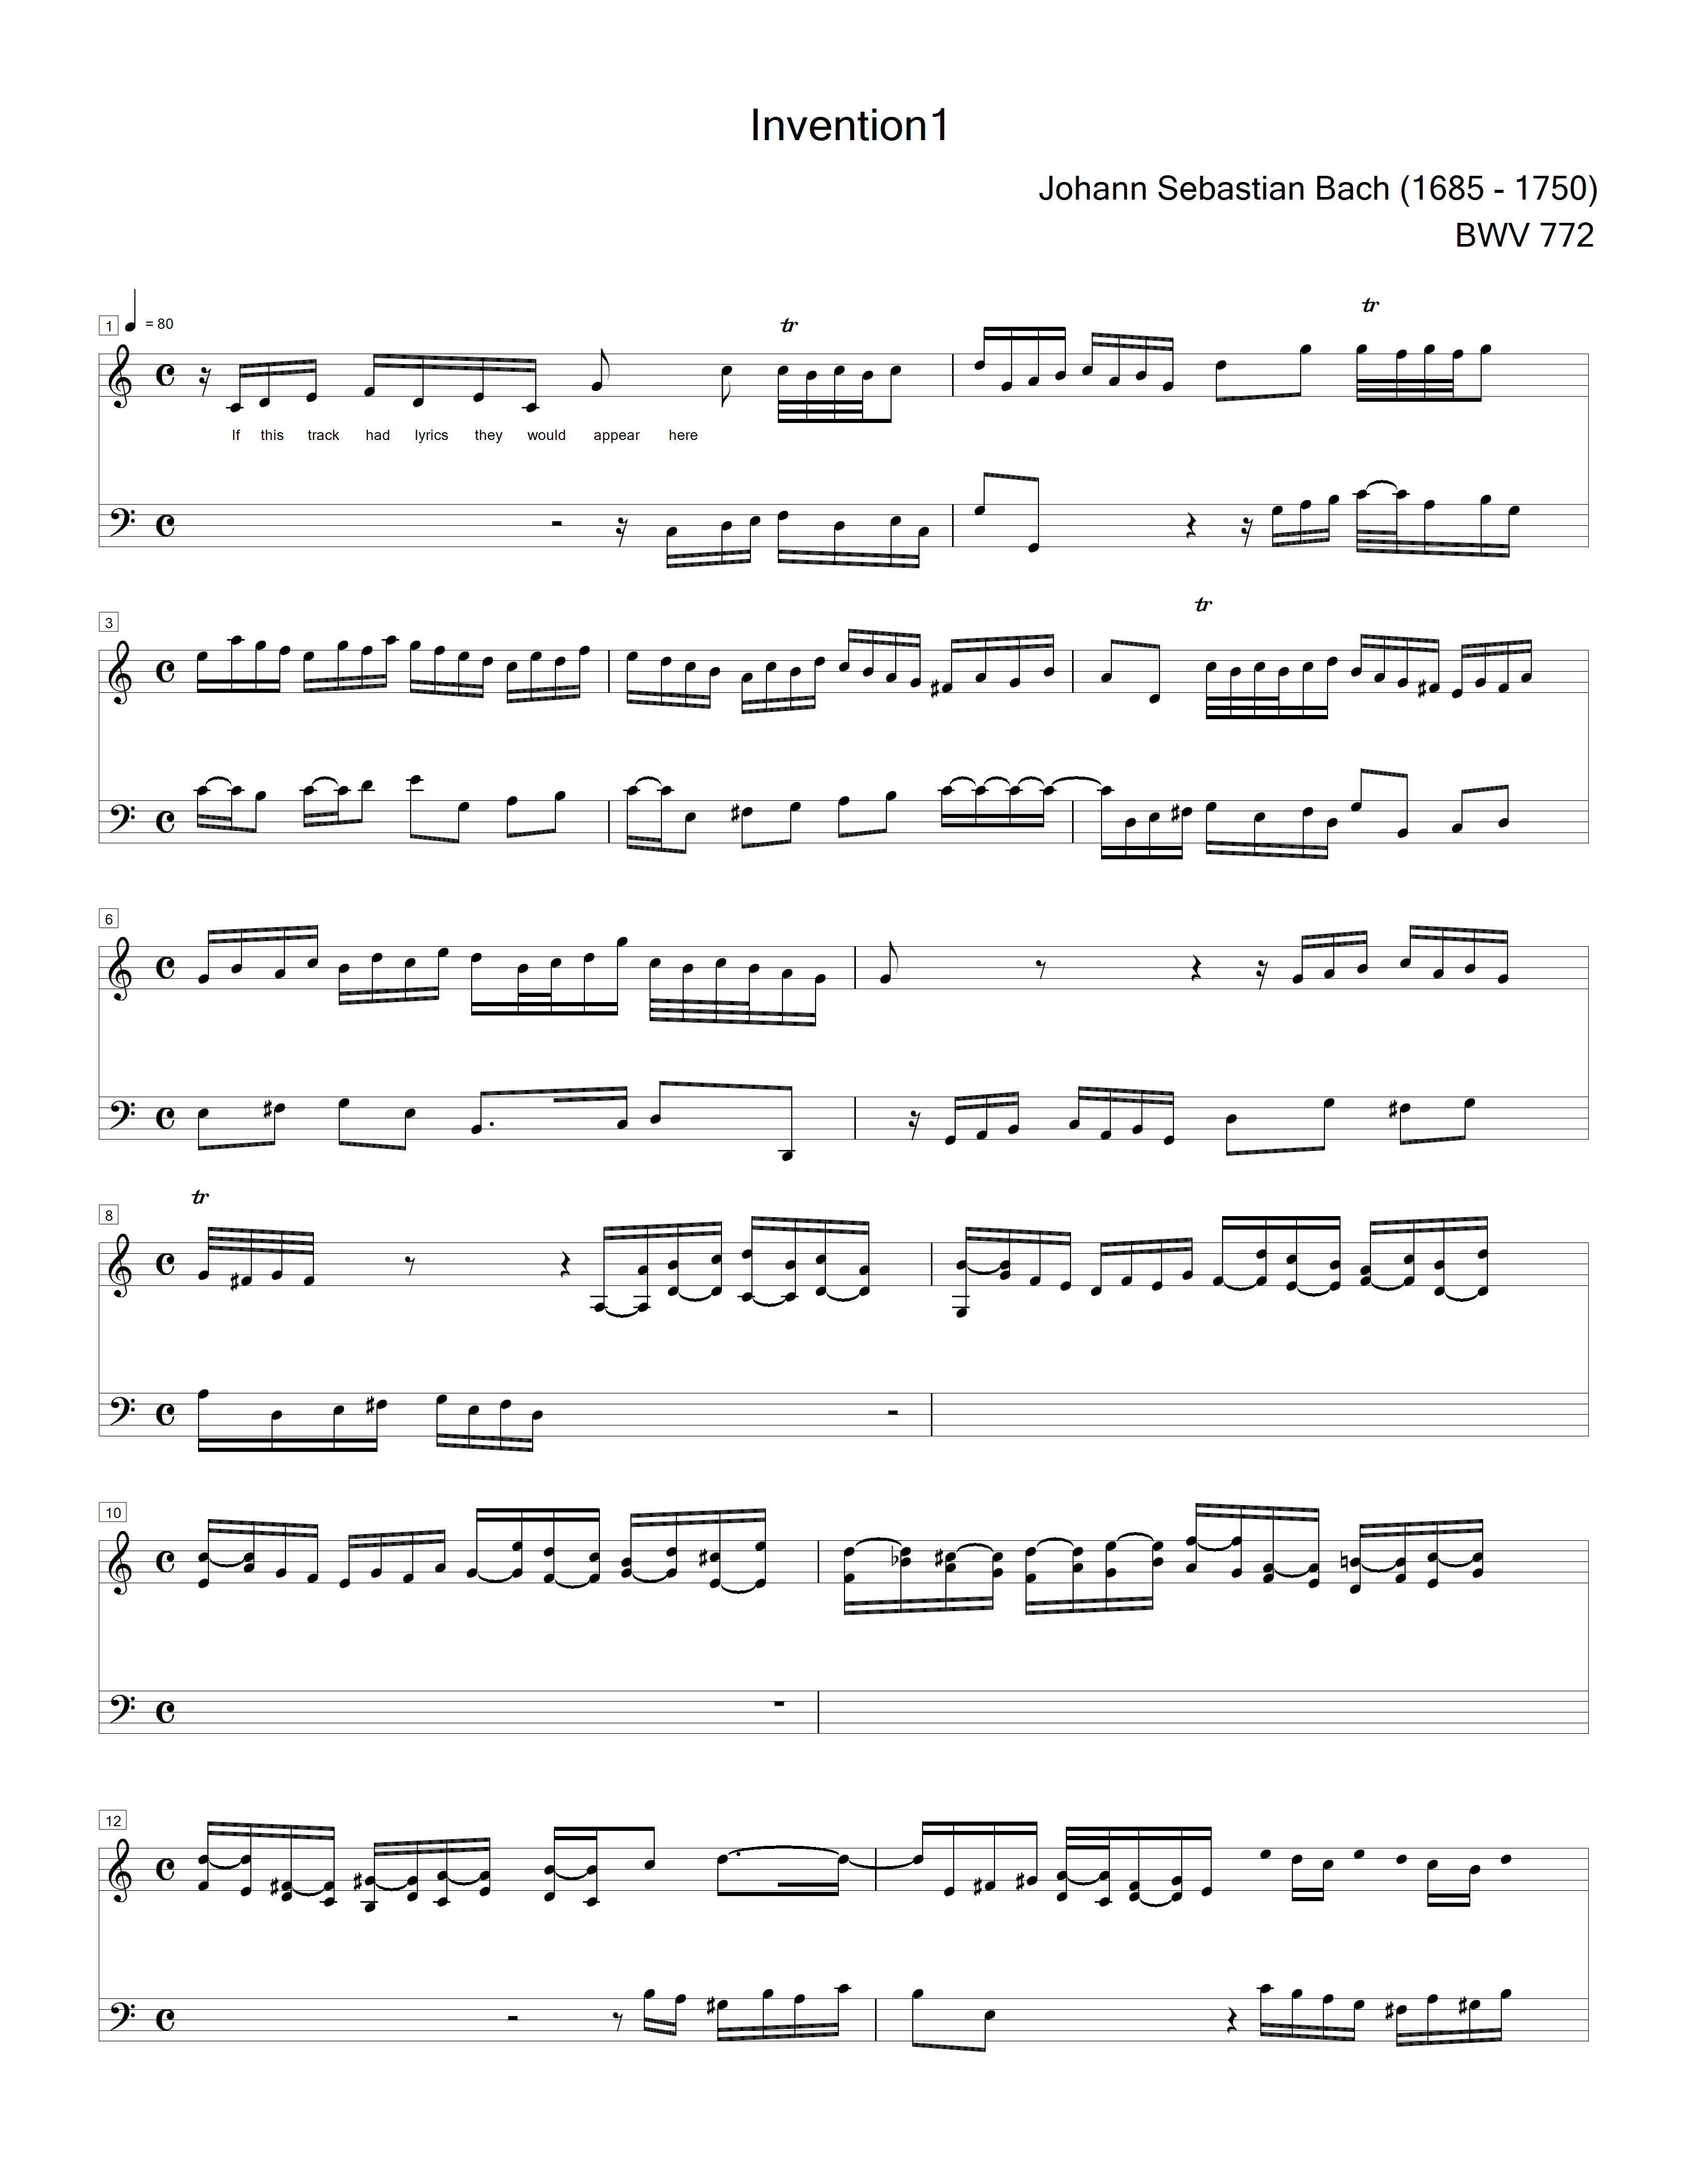 Invention1
Johann Sebastian Bach (1685 - 1750)
BWV 772
1 = 80
tr tr
If this track had lyrics they would appear here
3
tr
6
8
tr
10
12